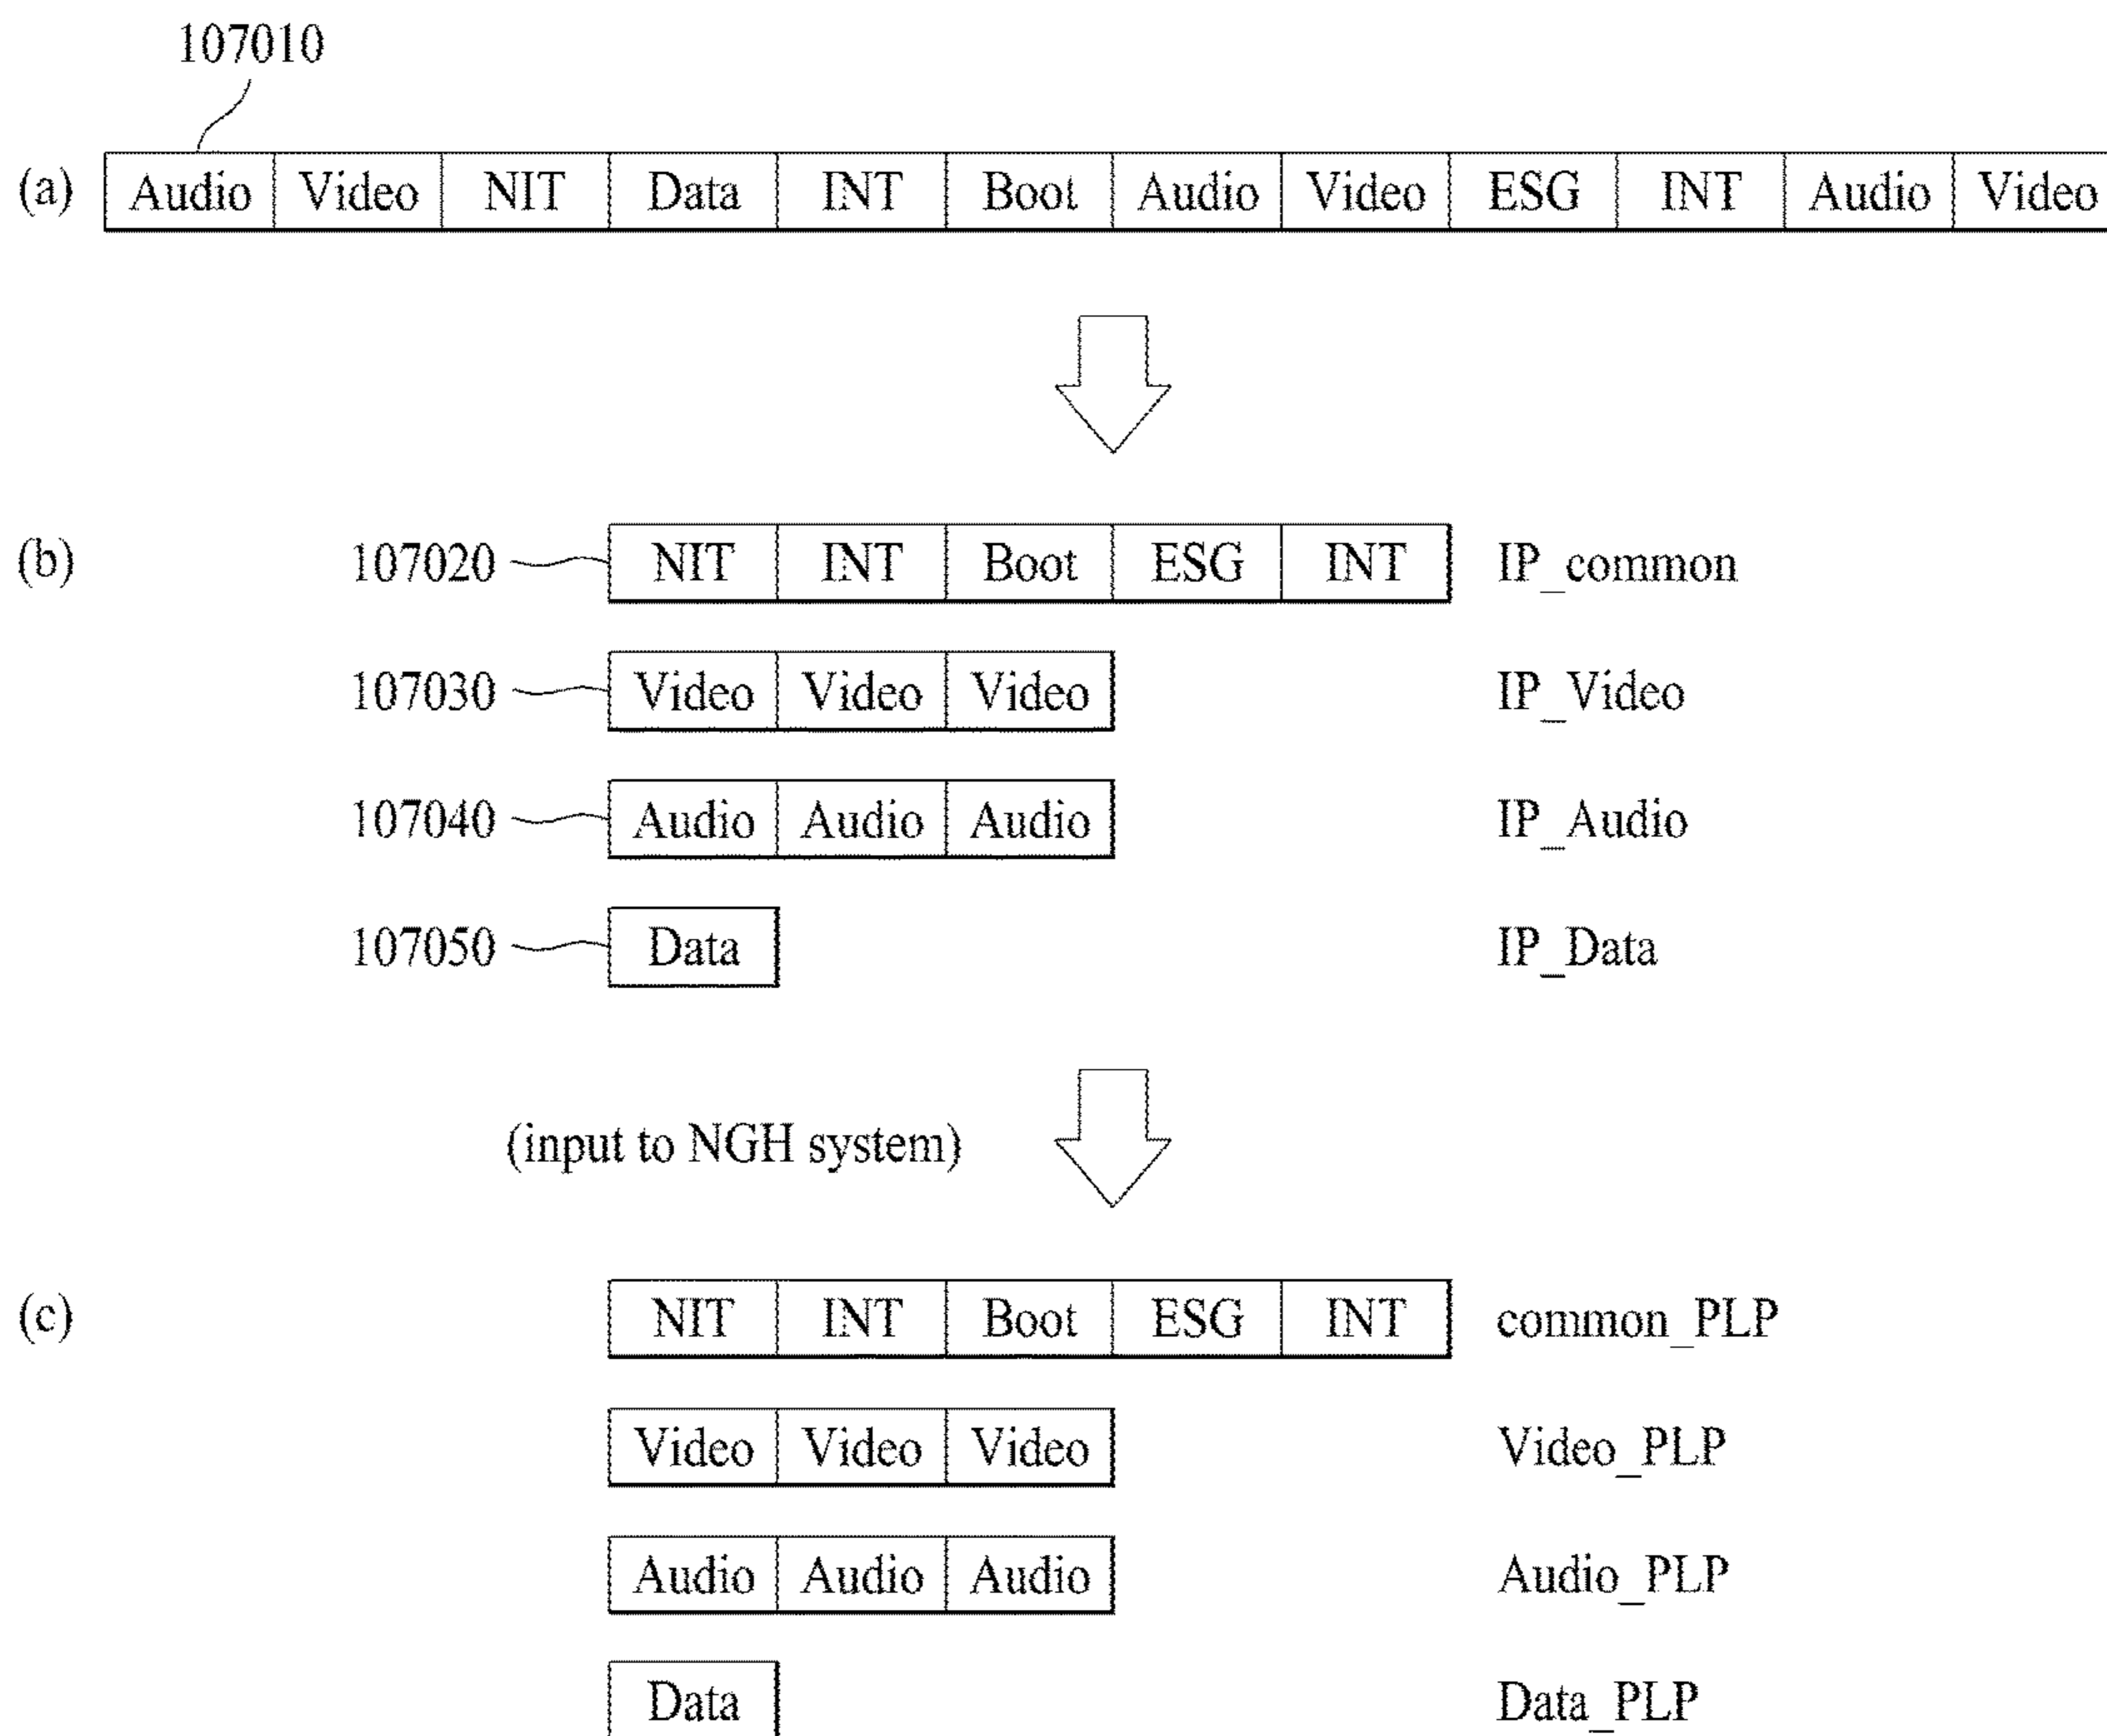 107010
(a) Audio Video NIT Data INT Boot Audio Video ESG INT Audio Video
(b) 107020 NIT INT Boot ESG INT IP_common
107030 Video Video Video IP_Video
107040 Audio Audio Audio IP_Audio
107050 Data IP_Data
(input to NGH system)
(c) NIT INT Boot ESG INT common_PLP
Video Video Video Video_PLP
Audio Audio Audio Audio_PLP
Data Data_PLP